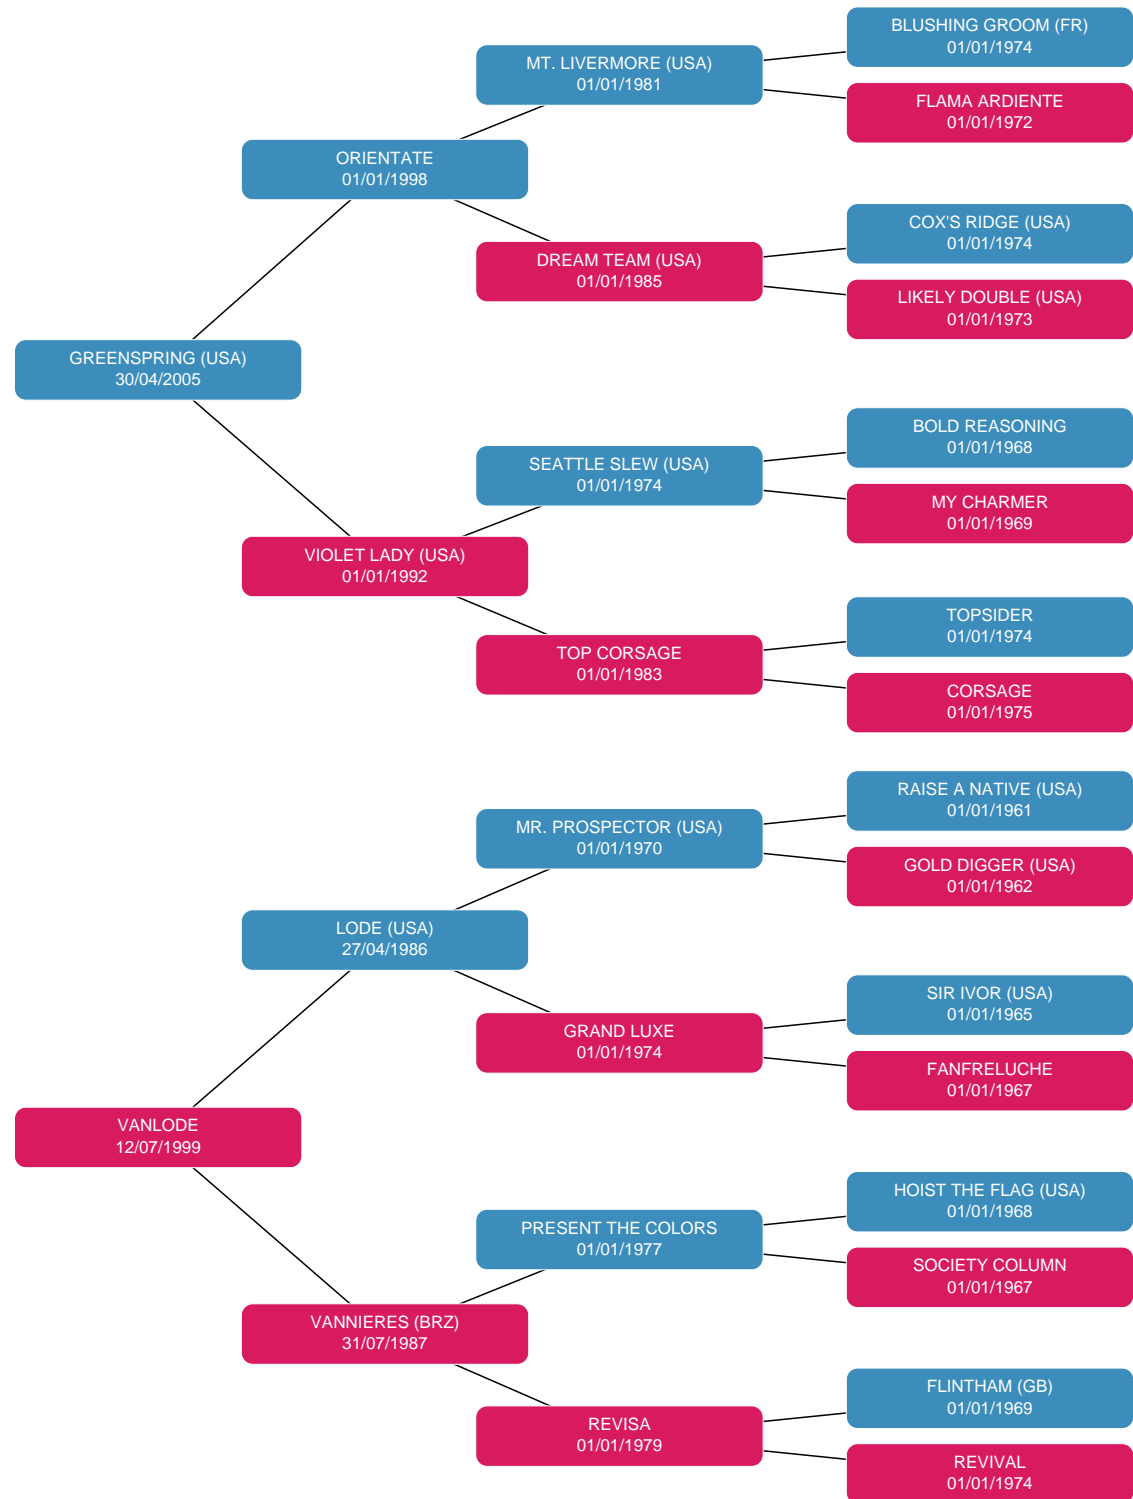 BLUSHING GROOM (FR)
01/01/1974
MT. LIVERMORE (USA)
01/01/1981
FLAMA ARDIENTE
01/01/1972
ORIENTATE
01/01/1998
COX'S RIDGE (USA)
01/01/1974
DREAM TEAM (USA)
01/01/1985
LIKELY DOUBLE (USA)
01/01/1973
GREENSPRING (USA)
30/04/2005
BOLD REASONING
01/01/1968
SEATTLE SLEW (USA)
01/01/1974
MY CHARMER
01/01/1969
VIOLET LADY (USA)
01/01/1992
TOPSIDER
01/01/1974
TOP CORSAGE
01/01/1983
CORSAGE
01/01/1975
RAISE A NATIVE (USA)
01/01/1961
MR. PROSPECTOR (USA)
01/01/1970
GOLD DIGGER (USA)
01/01/1962
LODE (USA)
27/04/1986
SIR IVOR (USA)
01/01/1965
GRAND LUXE
01/01/1974
FANFRELUCHE
01/01/1967
VANLODE
12/07/1999
HOIST THE FLAG (USA)
01/01/1968
PRESENT THE COLORS
01/01/1977
SOCIETY COLUMN
01/01/1967
VANNIERES (BRZ)
31/07/1987
FLINTHAM (GB)
01/01/1969
REVISA
01/01/1979
REVIVAL
01/01/1974